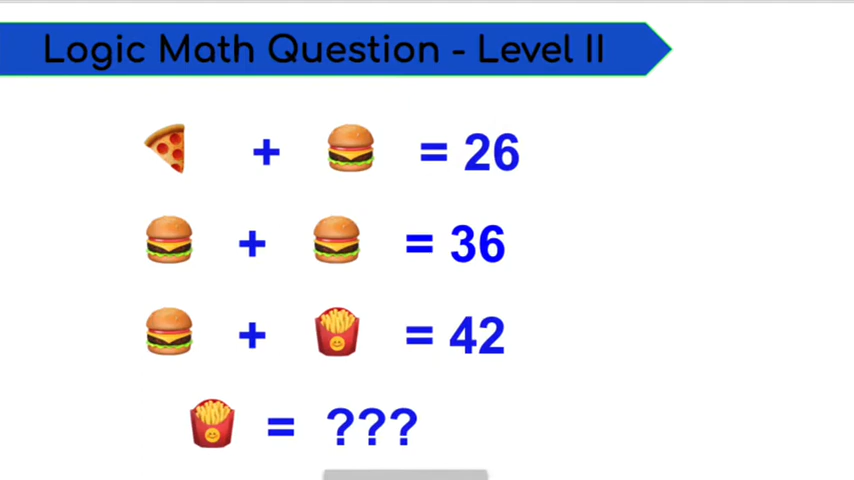 Logic Math Question - Level II
+ = 26
+ = 36
+ = 42
= ???